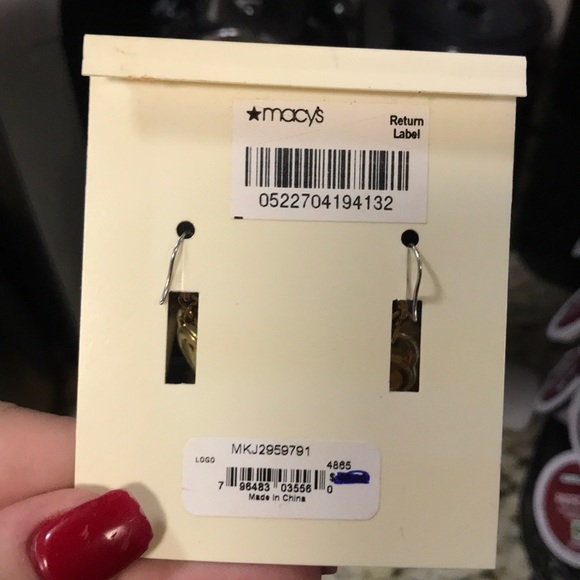 ★macy's
Return
Label
0522704194132
MKJ2959791
LOGO
4865
$
7 96483 03556 0
Made in China